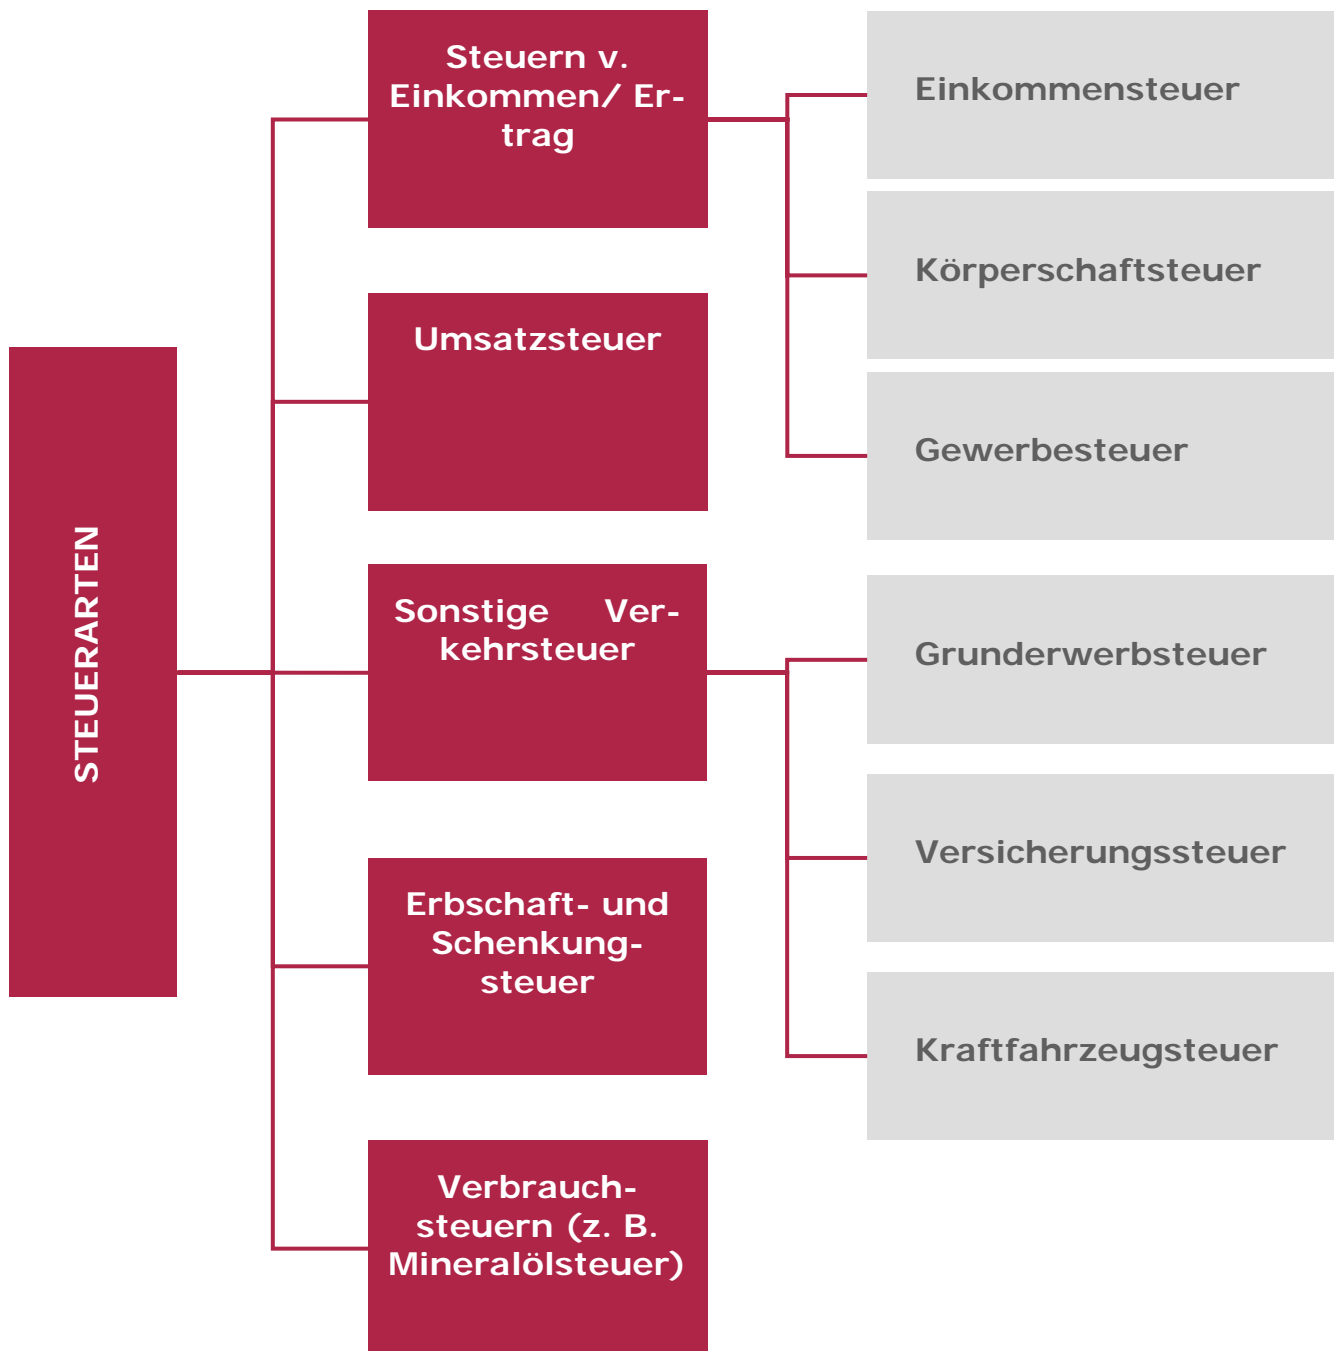 STEUERARTEN
Steuern v.
Einkommen/ Er-
trag
Einkommensteuer
Körperschaftsteuer
Gewerbesteuer
Umsatzsteuer
Sonstige Ver-
kehrsteuer
Grunderwerbsteuer
Versicherungssteuer
Kraftfahrzeugsteuer
Erbschaft- und
Schenkung-
steuer
Verbrauch-
steuern (z. B.
Mineralölsteuer)